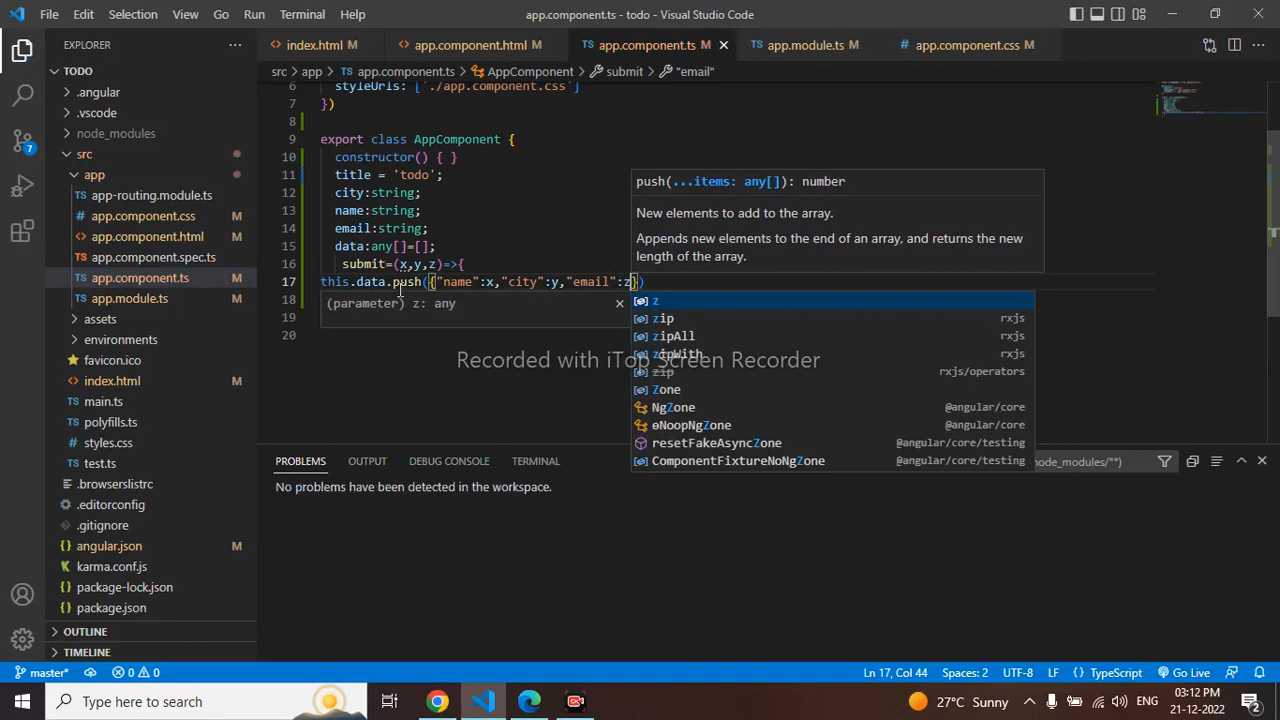 File Edit Selection View Go Run Terminal Help app.component.ts - todo - Visual Studio Code
EXPLORER ... index.html M app.component.html M app.component.ts M app.module.ts M app.component.css M
TODO
src > app > app.component.ts > AppComponent > submit > "email"
.angular
.vscode
node_modules
src
app
app-routing.module.ts
app.component.css M
app.component.html M
app.component.spec.ts M
app.component.ts M
app.module.ts M
assets
environments
favicon.ico
index.html M
main.ts
polyfills.ts
styles.css
test.ts
.browserslistrc
.editorconfig
.gitignore
angular.json M
karma.conf.js
package-lock.json
package.json
OUTLINE
TIMELINE
7
6 styleUrls: ['./app.component.css']
7 })
8
9 export class AppComponent {
10 constructor() { }
11 title = 'todo';
12 city:string;
13 name:string;
14 email:string;
15 data:any[]=[];
16 submit=(x,y,z)=>{
17 this.data.push({"name":x,"city":y,"email":z})
18
19
20
(parameter) z: any
push(...items: any[]): number
New elements to add to the array.
Appends new elements to the end of an array, and returns the new
length of the array.
z
zip rxjs
zipAll rxjs
zipWith rxjs
zip rxjs/operators
Zone
NgZone @angular/core
ɵNoopNgZone @angular/core
resetFakeAsyncZone @angular/core/testing
ComponentFixtureNoNgZone @angular/core/testing
Recorded with iTop Screen Recorder
PROBLEMS OUTPUT DEBUG CONSOLE TERMINAL node_modules/**)
No problems have been detected in the workspace.
master* 0 0 Ln 17, Col 44 Spaces: 2 UTF-8 LF {} TypeScript Go Live
Type here to search 27°C Sunny ENG 03:12 PM
21-12-2022 2